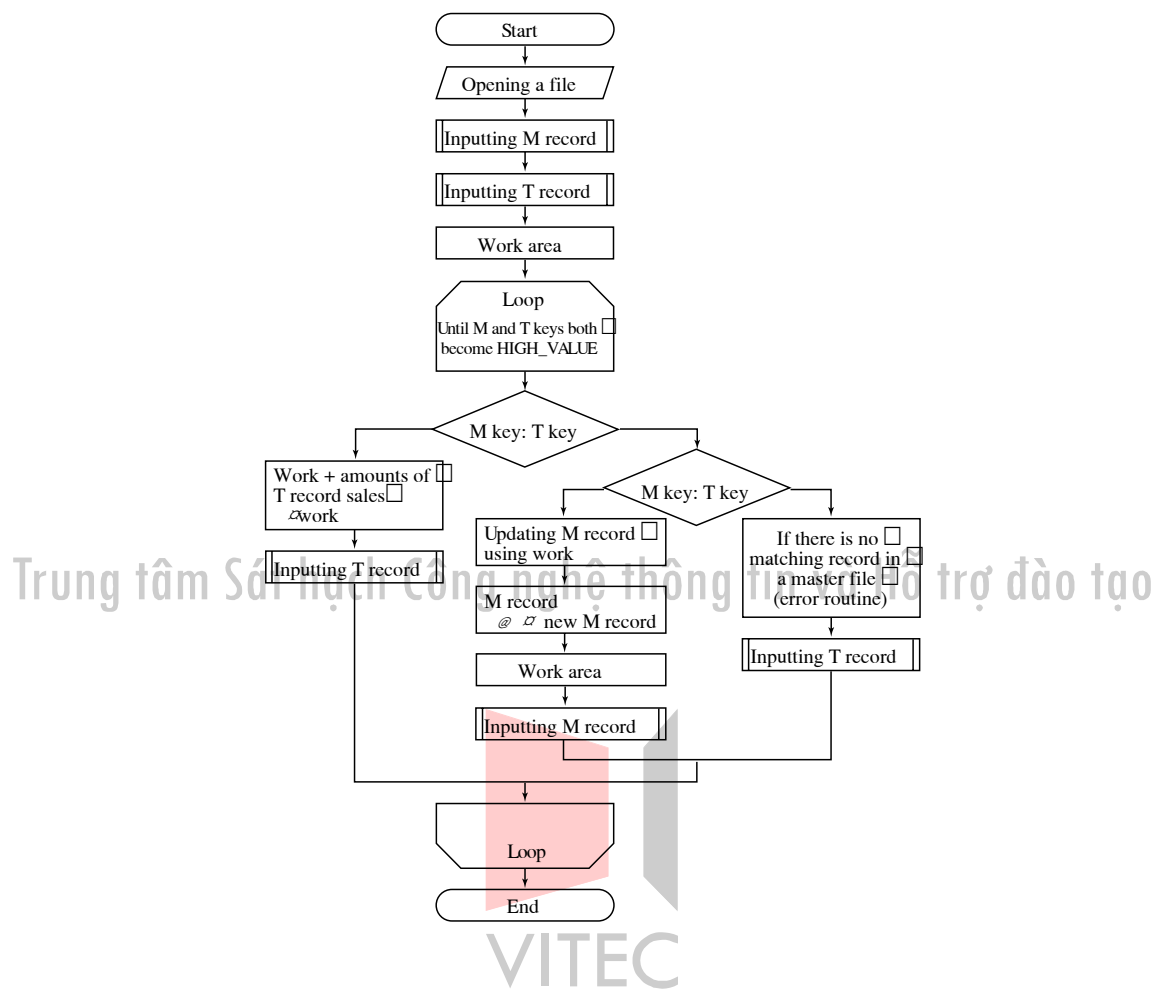 Start
Opening a file
Inputting M record
Inputting T record
Work area
Loop
Until M and T keys both □
become HIGH_VALUE
M key: T key
Work + amounts of □
T record sales□
¤work
Inputting T record
M key: T key
Updating M record □
using work
M record
@ ¤ new M record
Work area
Inputting M record
If there is no □
matching record in □
a master file □
(error routine)
Inputting T record
Trung tâm Sát hạch Công nghệ thông tin và Hỗ trợ đào tạo
Loop
End
VITEC